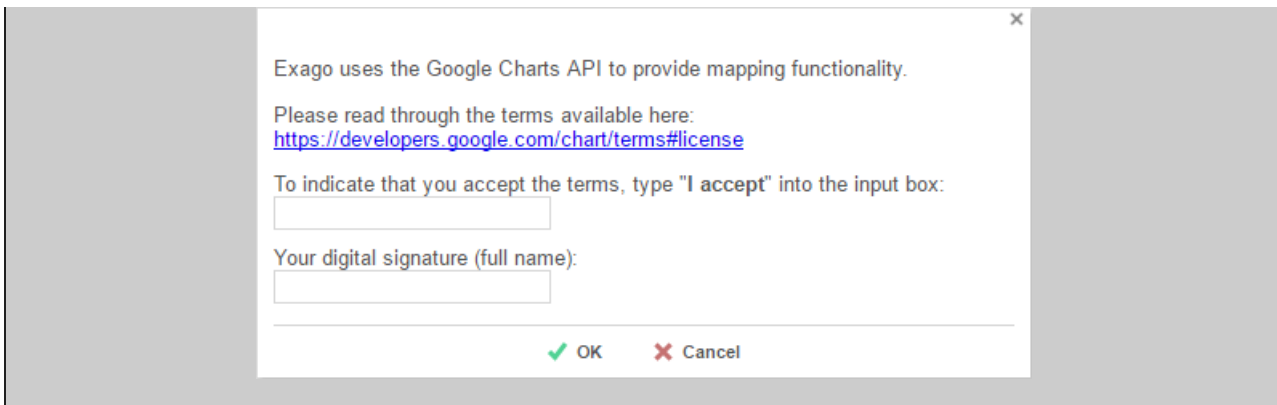 Exago uses the Google Charts API to provide mapping functionality.
Please read through the terms available here:
https://developers.google.com/chart/terms#license
To indicate that you accept the terms, type "I accept" into the input box:
Your digital signature (full name):
OK Cancel